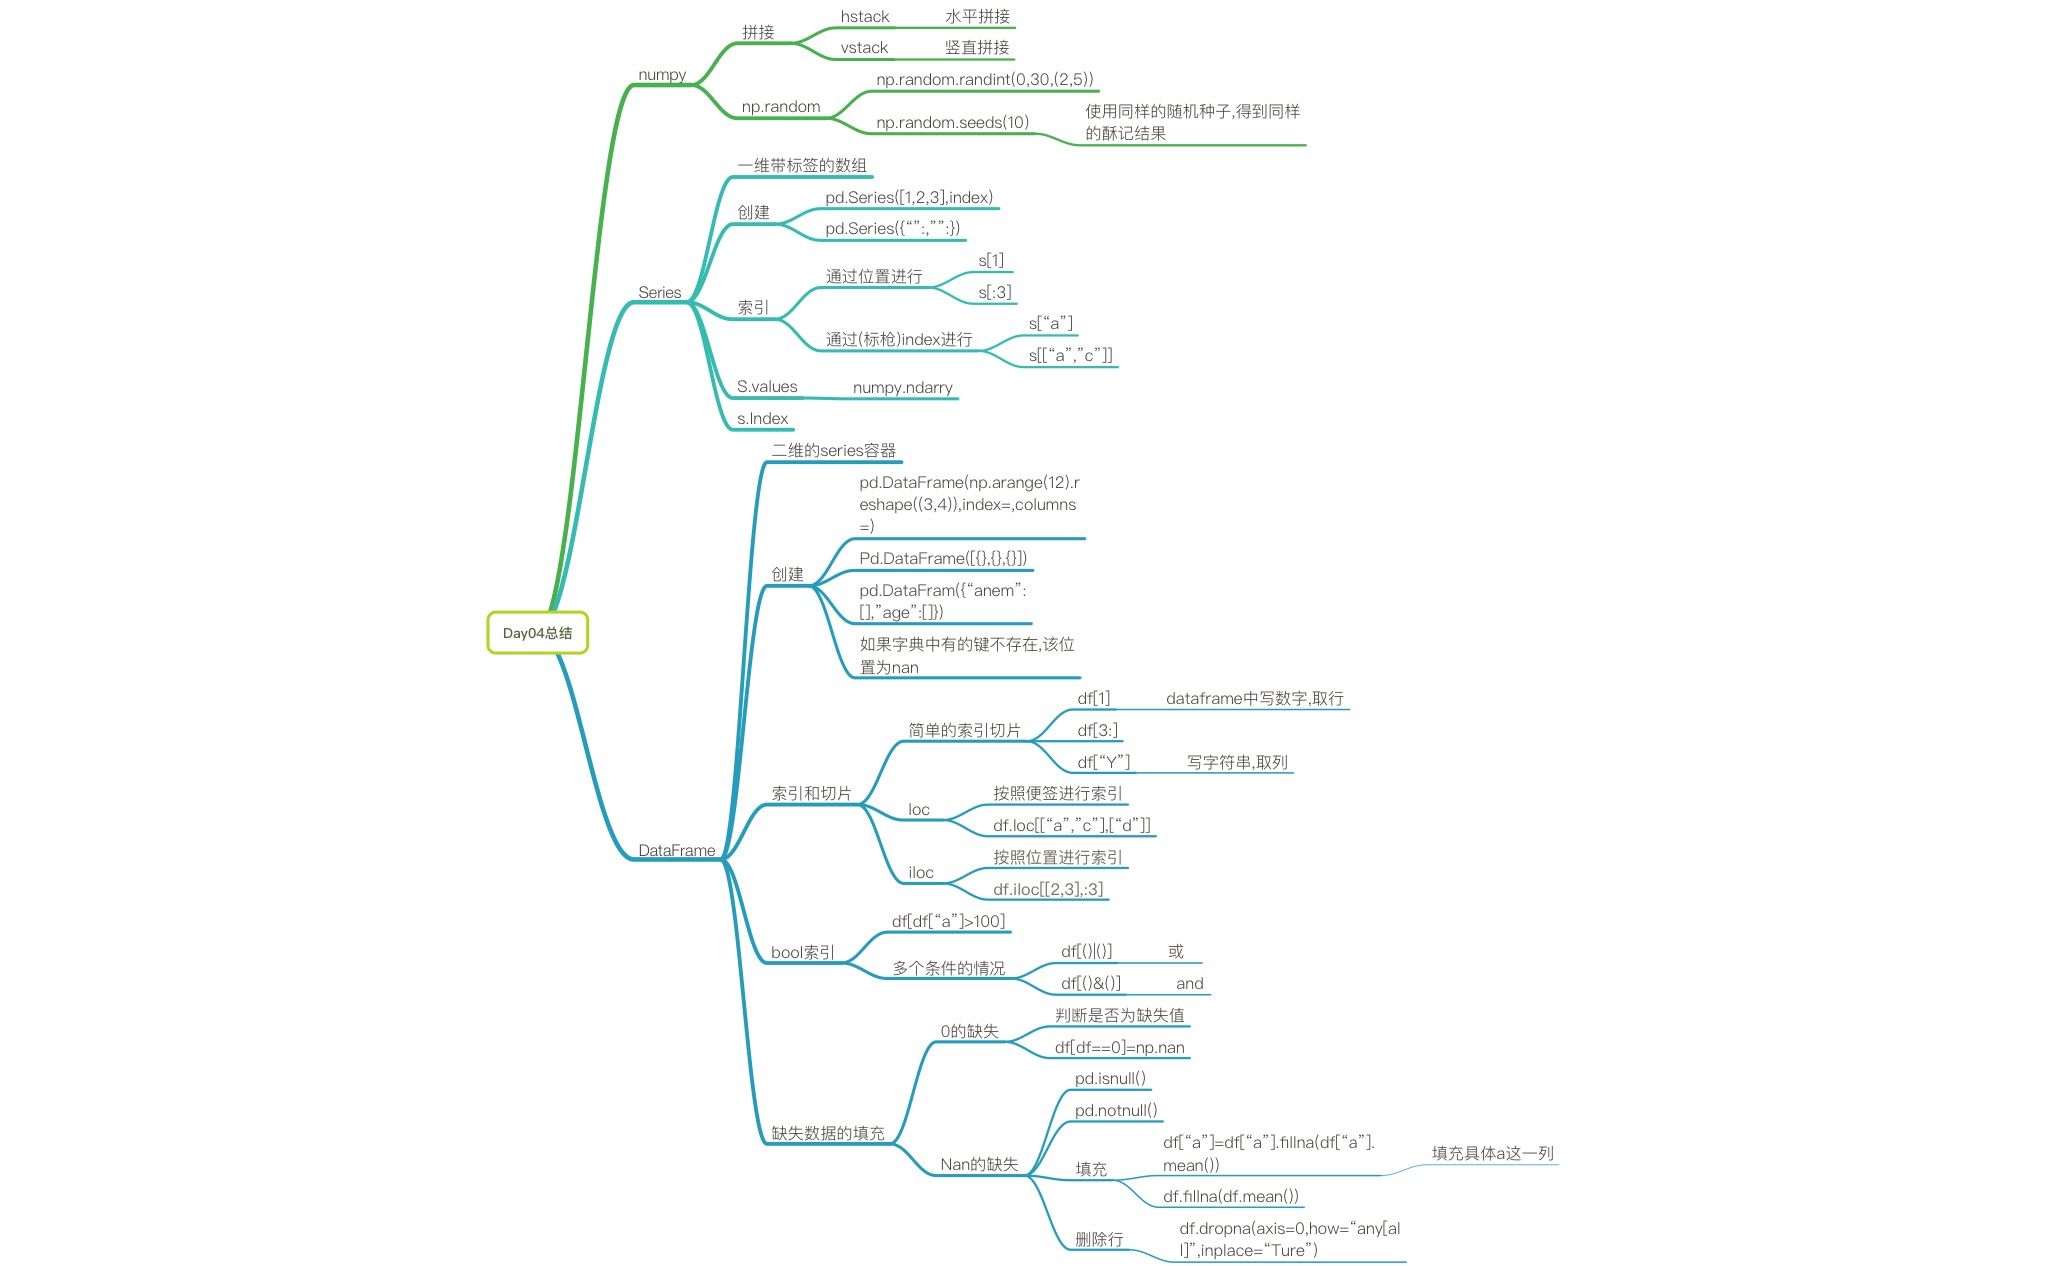 hstack
水平拼接
拼接
vstack
竖直拼接
numpy
np.random.randint(0,30,(2,5))
np.random
np.random.seeds(10)
使用同样的随机种子,得到同样
的酥记结果
一维带标签的数组
pd.Series([1,2,3],index)
创建
pd.Series({“”:,””:})
s[1]
通过位置进行
s[:3]
Series
索引
s[“a”]
通过(标枪)index进行
s[[“a”,”c”]]
S.values
numpy.ndarry
s.Index
二维的series容器
pd.DataFrame(np.arange(12).r
eshape((3,4)),index=,columns
=)
Pd.DataFrame([{},{},{}])
创建
pd.DataFram({“anem”:
[],”age”:[]})
如果字典中有的键不存在,该位
置为nan
Day04总结
df[1]
dataframe中写数字,取行
简单的索引切片
df[3:]
df[“Y”]
写字符串,取列
索引和切片
按照便签进行索引
loc
df.loc[[“a”,”c”],[“d”]]
DataFrame
按照位置进行索引
iloc
df.iloc[[2,3],:3]
df[df[“a”]>100]
bool索引
df[()|()]
或
多个条件的情况
df[()&()]
and
判断是否为缺失值
0的缺失
df[df==0]=np.nan
缺失数据的填充
pd.isnull()
pd.notnull()
Nan的缺失
df[“a”]=df[“a”].fillna(df[“a”].
mean())
填充具体a这一列
填充
df.fillna(df.mean())
删除行
df.dropna(axis=0,how=“any[al
l]”,inplace=“Ture”)